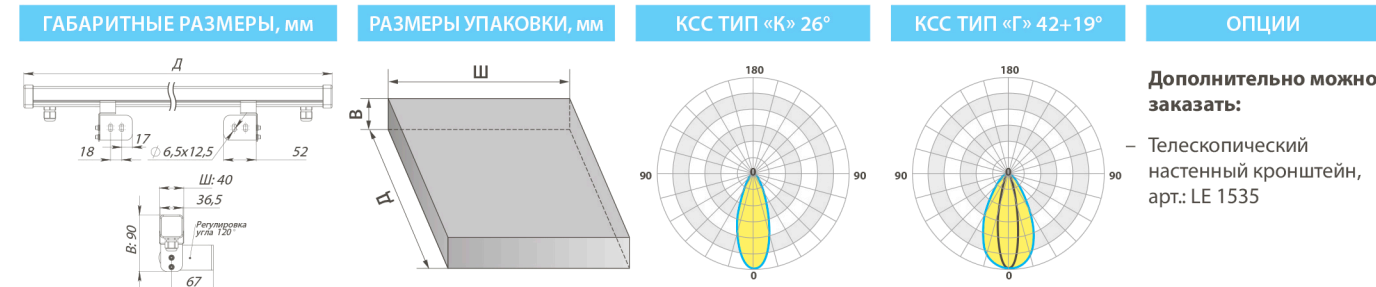 ГАБАРИТНЫЕ РАЗМЕРЫ, мм
РАЗМЕРЫ УПАКОВКИ, мм
КСС ТИП «К» 26°
КСС ТИП «Г» 42+19°
ОПЦИИ
Д
17
18
6,5x12,5
52
Ш: 40
36,5
В: 90
Регулировка
угла 120°
67
Ш
В
Д
180
90
0
90
0
180
90
0
90
0
Дополнительно можно
заказать:
– Телескопический
настенный кронштейн,
арт.: LE 1535